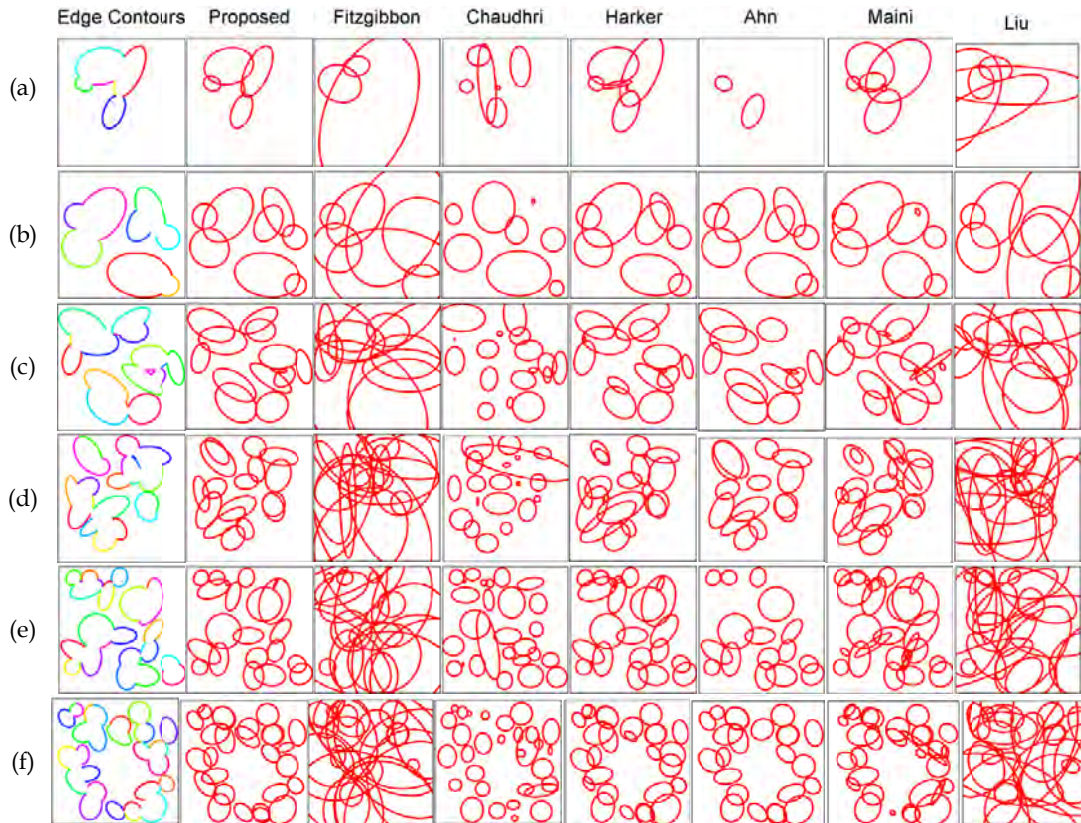 Edge Contours Proposed Fitzgibbon Chaudhri Harker Ahn Maini Liu
(a)
(b)
(c)
(d)
(e)
(f)